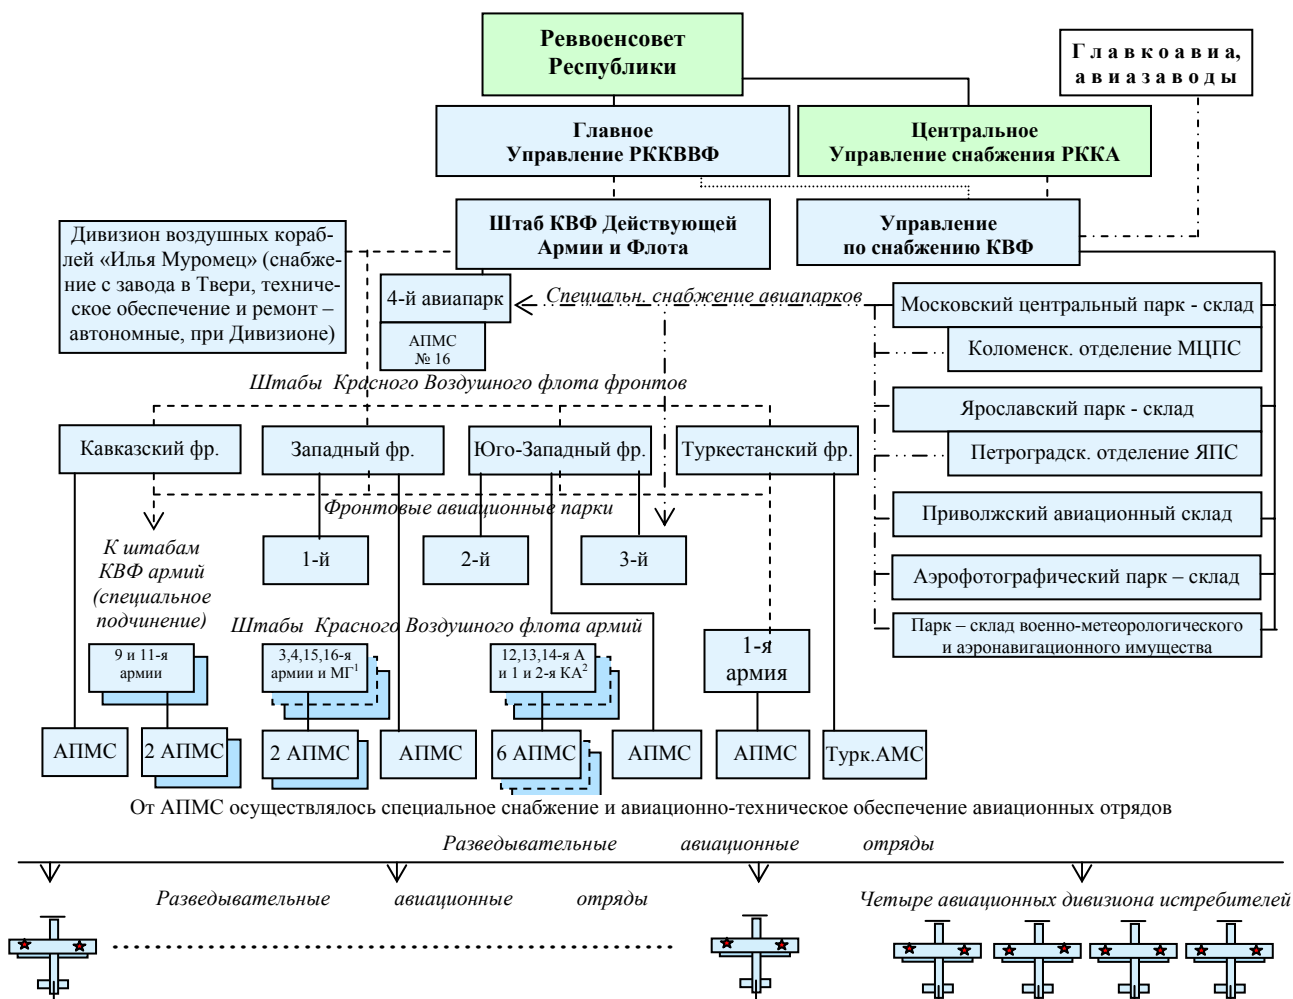 Реввоенсовет
Республики
Г л а в к о а в и а,
а в и а з а в о д ы
Главное
Управление РККВВФ
Центральное
Управление снабжения РККА
Штаб КВФ Действующей
Армии и Флота
Управление
по снабжению КВФ
Дивизион воздушных кораб-
лей «Илья Муромец» (снабже-
ние с завода в Твери, техниче-
ское обеспечение и ремонт –
автономные, при Дивизионе)
4-й авиапарк
АПМС
№ 16
Специальн. снабжение авиапарков
Московский центральный парк - склад
Коломенск. отделение МЦПС
Ярославский парк - склад
Петроградск. отделение ЯПС
Приволжский авиационный склад
Аэрофотографический парк – склад
Парк – склад военно-метеорологического
и аэронавигационного имущества
Штабы Красного Воздушного флота фронтов
Кавказский фр.
Западный фр.
Юго-Западный фр.
Туркестанский фр.
Фронтовые авиационные парки
1-й
2-й
3-й
К штабам
КВФ армий
(специальное
подчинение)
Штабы Красного Воздушного флота армий
9 и 11-я
армии
3,4,15,16-я
армии и МГ¹
12,13,14-я А
и 1 и 2-я КА²
1-я
армия
АПМС
2 АПМС
2 АПМС
АПМС
6 АПМС
АПМС
АПМС
Турк.АМС
От АПМС осуществлялось специальное снабжение и авиационно-техническое обеспечение авиационных отрядов
Разведывательные авиационные отряды
Разведывательные авиационные отряды
Четыре авиационных дивизиона истребителей